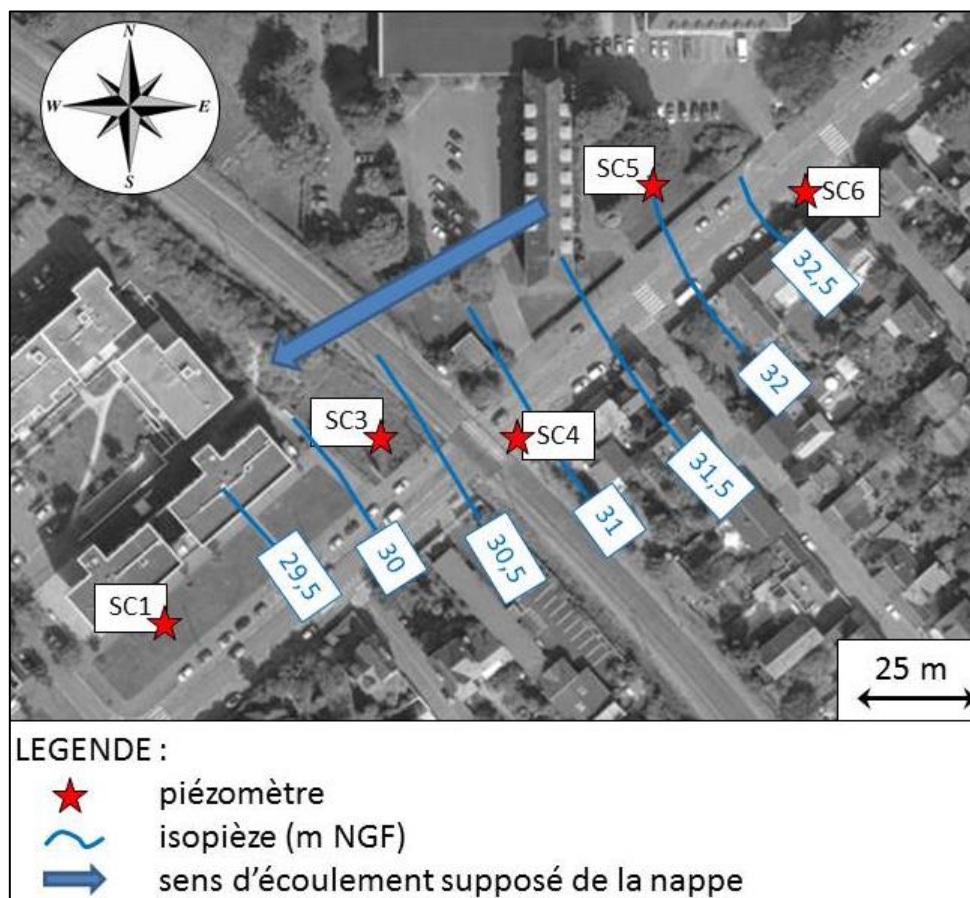 N
W E
S
SC5
SC6
32,5
32
SC3
SC4
31,5
31
30,5
30
29,5
SC1
25 m
LEGENDE :
piézomètre
isopièze (m NGF)
sens d'écoulement supposé de la nappe